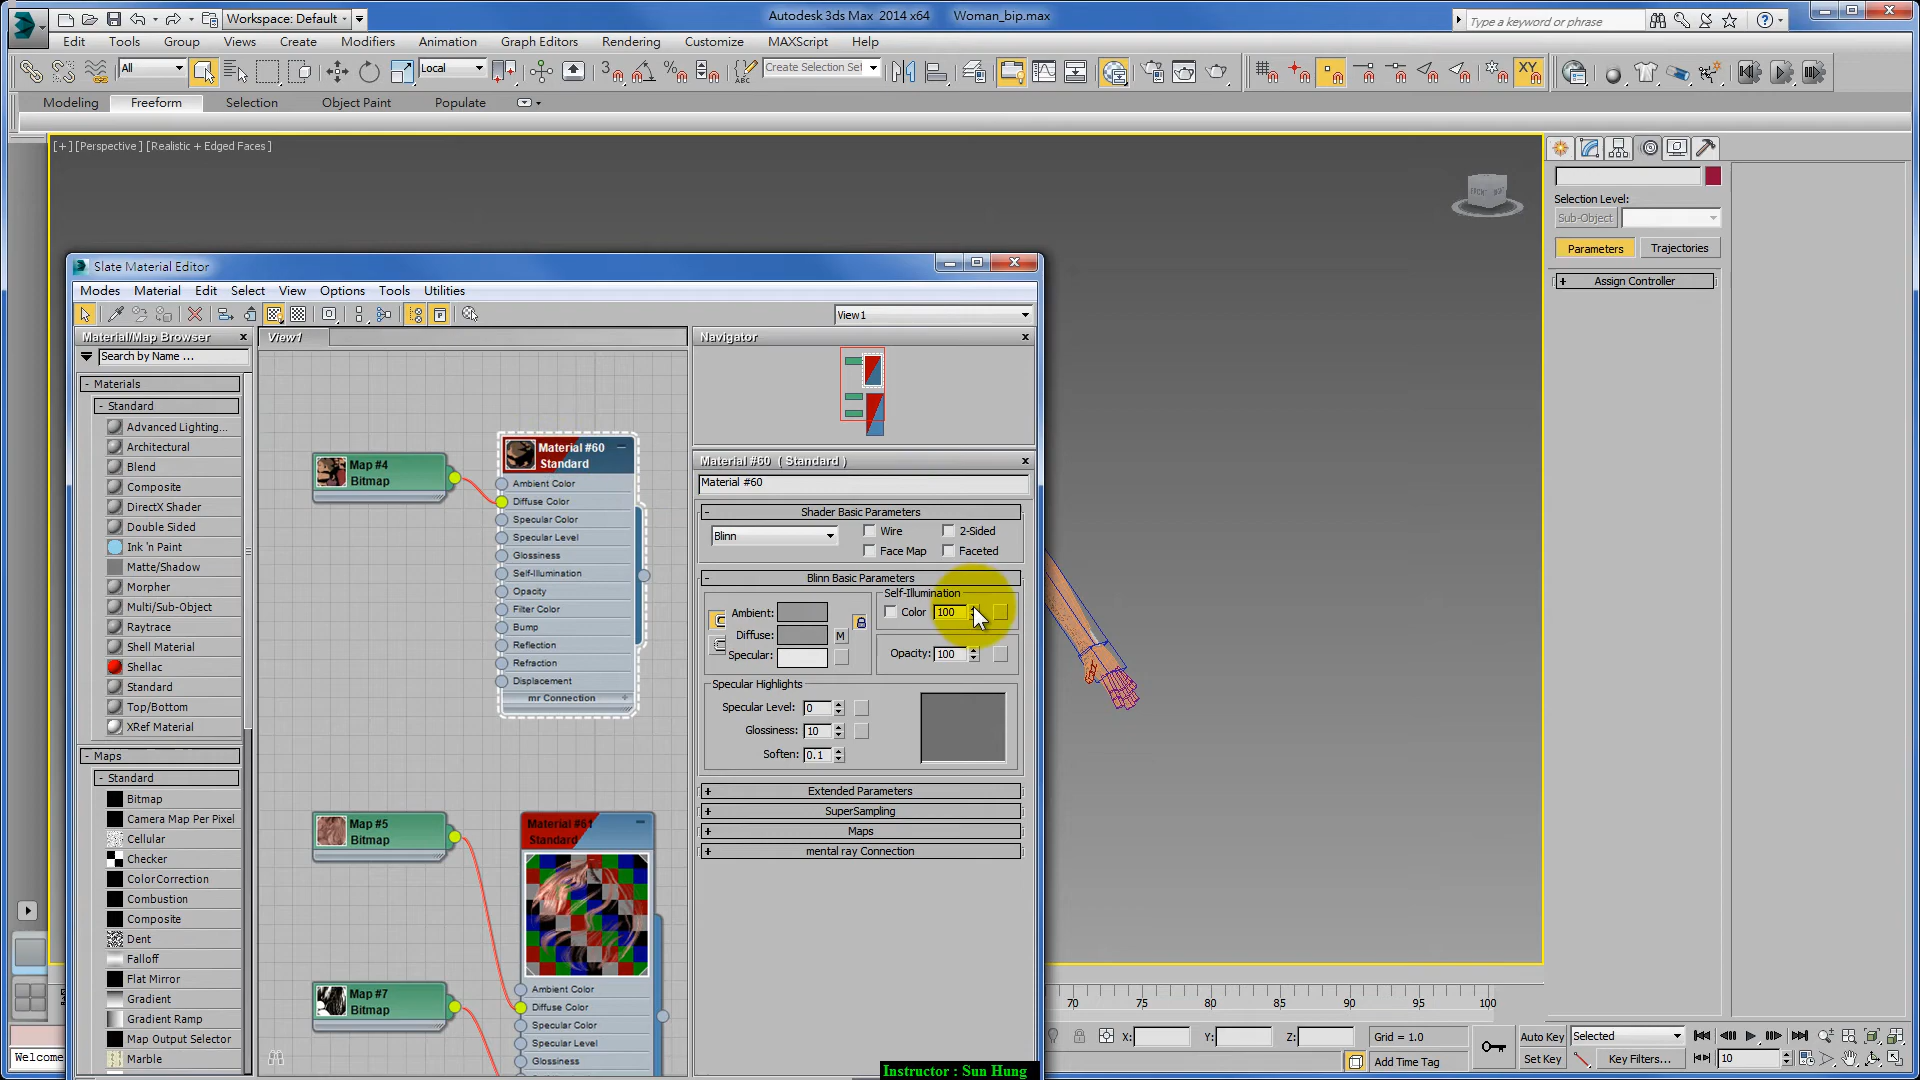 Workspace: Default
Autodesk 3ds Max 2014 x64 Woman_bip.max
Type a keyword or phrase
Edit Tools Group Views Create Modifiers Animation Graph Editors Rendering Customize MAXScript Help
All
Local
Create Selection Set
XY
Modeling Freeform Selection Object Paint Populate
[+] [Perspective] [Realistic + Edged Faces]
Selection Level:
Sub-Object
Parameters Trajectories
+ Assign Controller
Slate Material Editor
Modes Material Edit Select View Options Tools Utilities
View1
Material/Map Browser x
View1
Navigator x
Search by Name ...
- Materials
- Standard
Advanced Lighting...
Architectural
Blend
Composite
DirectX Shader
Double Sided
Ink 'n Paint
Matte/Shadow
Morpher
Multi/Sub-Object
Raytrace
Shell Material
Shellac
Standard
Top/Bottom
XRef Material
- Maps
- Standard
Bitmap
Camera Map Per Pixel
Cellular
Checker
ColorCorrection
Combustion
Composite
Dent
Falloff
Flat Mirror
Gradient
Gradient Ramp
Map Output Selector
Marble
Map #4
Bitmap
Material #60
Standard
Ambient Color
Diffuse Color
Specular Color
Specular Level
Glossiness
Self-Illumination
Opacity
Filter Color
Bump
Reflection
Refraction
Displacement
mr Connection +
Map #5
Bitmap
Material #61
Standard
Map #7
Bitmap
Ambient Color
Diffuse Color
Specular Color
Specular Level
Glossiness
Material #60 ( Standard ) x
Material #60
- Shader Basic Parameters
Blinn
Wire 2-Sided
Face Map Faceted
- Blinn Basic Parameters
Self-Illumination
Ambient:
Color 100
Diffuse: M
Specular:
Opacity: 100
Specular Highlights
Specular Level: 0
Glossiness: 10
Soften: 0.1
+ Extended Parameters
+ SuperSampling
+ Maps
+ mental ray Connection
70 75 80 85 90 95 100
X: Y: Z: Grid = 1.0
Auto Key Selected
Add Time Tag
Set Key Key Filters...
10
Welcome
Instructor : Sun Hung